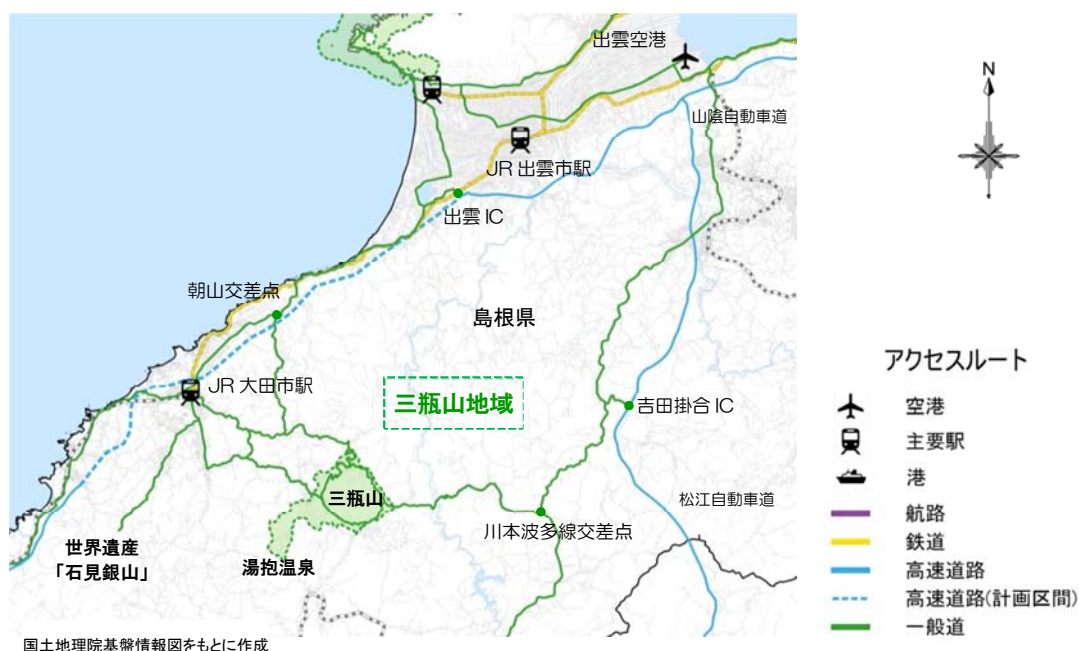 出雲空港
山陰自動車道
JR 出雲市駅
出雲 IC
朝山交差点
島根県
JR 大田市駅
三瓶山地域
吉田掛合 IC
三瓶山
松江自動車道
川本波多線交差点
世界遺産
「石見銀山」
湯抱温泉
国土地理院基盤情報図をもとに作成
N
アクセスルート
空港
主要駅
港
航路
鉄道
高速道路
高速道路(計画区間)
一般道